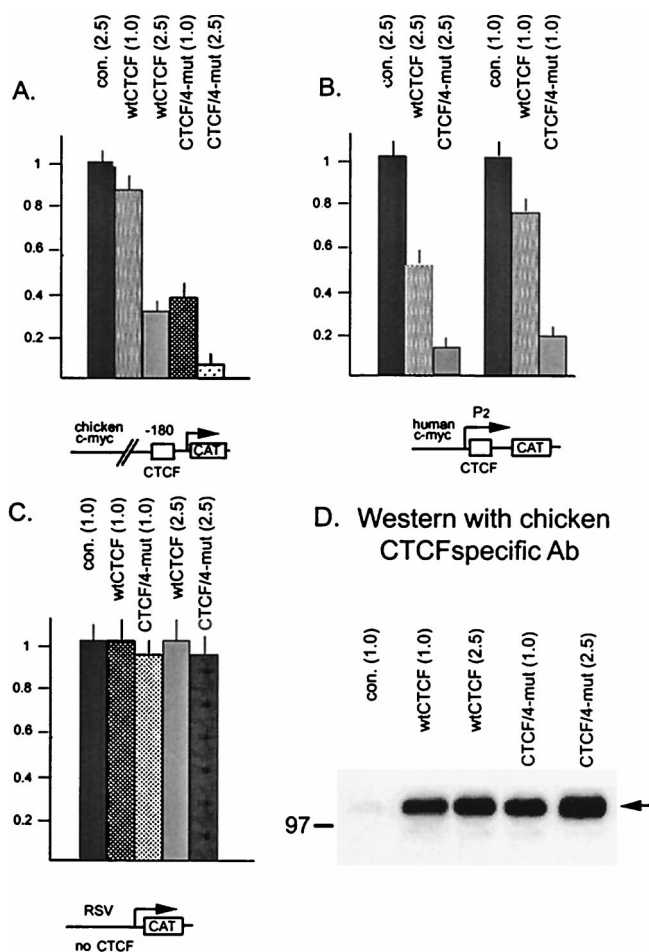 A.
con. (2.5)
wtCTCF (1.0)
wtCTCF (2.5)
CTCF/4-mut (1.0)
CTCF/4-mut (2.5)
1
0.8
0.6
0.4
0.2
chicken
c-myc
-180
CTCF
CAT
B.
con. (2.5)
wtCTCF (2.5)
CTCF/4-mut (2.5)
con. (1.0)
wtCTCF (1.0)
CTCF/4-mut (1.0)
1
0.8
0.6
0.4
0.2
human
c-myc
P2
CTCF
CAT
C.
con. (1.0)
wtCTCF (1.0)
CTCF/4-mut (1.0)
wtCTCF (2.5)
CTCF/4-mut (2.5)
1
0.8
0.6
0.4
0.2
RSV
CAT
no CTCF
D. Western with chicken
CTCFspecific Ab
con. (1.0)
wtCTCF (1.0)
wtCTCF (2.5)
CTCF/4-mut (1.0)
CTCF/4-mut (2.5)
97